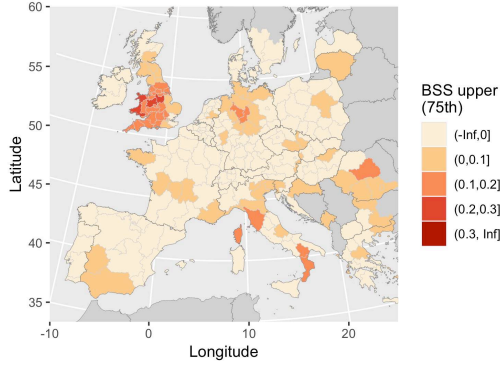 60
55
50
45
40
35
Latitude
-10
0
10
20
Longitude
BSS upper
(75th)
(-Inf,0]
(0,0.1]
(0.1,0.2]
(0.2,0.3]
(0.3, Inf]